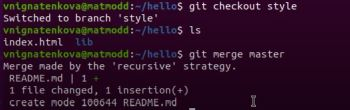 vnignatenkova@matmodd:~/hello$ git checkout style
Switched to branch 'style'
vnignatenkova@matmodd:~/hello$ ls
index.html lib
vnignatenkova@matmodd:~/hello$ git merge master
Merge made by the 'recursive' strategy.
README.md | 1 +
1 file changed, 1 insertion(+)
create mode 100644 README.md